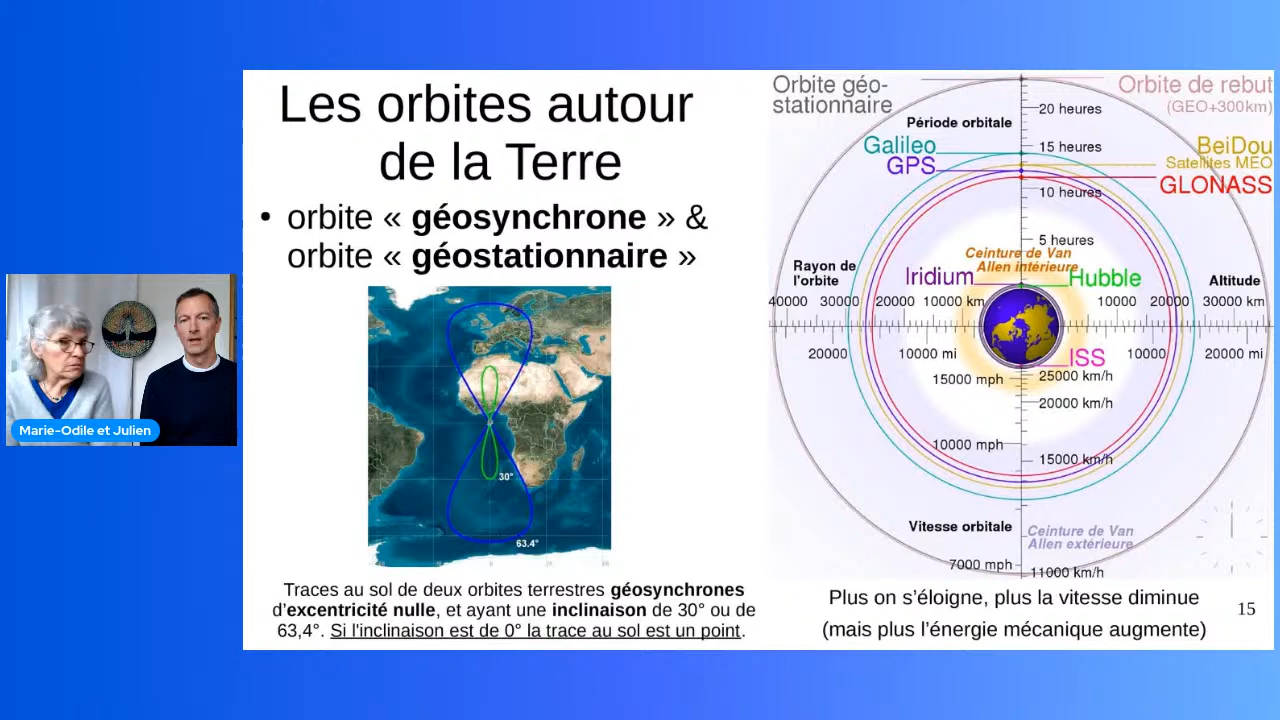 Les orbites autour
de la Terre
• orbite « géosynchrone » &
orbite « géostationnaire »
30°
63.4°
Traces au sol de deux orbites terrestres géosynchrones
d'excentricité nulle, et ayant une inclinaison de 30° ou de
63,4°. Si l'inclinaison est de 0° la trace au sol est un point.
Orbite géo-
stationnaire
Orbite de rebut
(GEO+300km)
20 heures
Période orbitale
15 heures
Galileo
BeiDou
GPS
Satellites MEO
GLONASS
10 heures
5 heures
Ceinture de Van
Allen intérieure
Rayon de
l'orbite
Iridium
Hubble
Altitude
40000 30000 20000 10000 km
10000 20000 30000 km
20000 10000 mi
10000 20000 mi
ISS
15000 mph
25000 km/h
20000 km/h
10000 mph
15000 km/h
Vitesse orbitale
Ceinture de Van
Allen extérieure
7000 mph
11000 km/h
Plus on s'éloigne, plus la vitesse diminue
(mais plus l'énergie mécanique augmente)
15
Marie-Odile et Julien